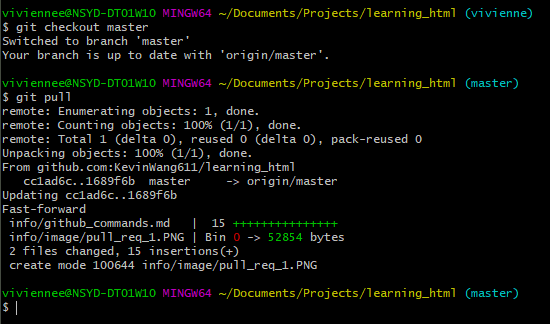 viviennee@NSYD-DT01W10 MINGW64 ~/Documents/Projects/learning_html (vivienne)
$ git checkout master
Switched to branch 'master'
Your branch is up to date with 'origin/master'.
viviennee@NSYD-DT01W10 MINGW64 ~/Documents/Projects/learning_html (master)
$ git pull
remote: Enumerating objects: 1, done.
remote: Counting objects: 100% (1/1), done.
remote: Total 1 (delta 0), reused 0 (delta 0), pack-reused 0
Unpacking objects: 100% (1/1), done.
From github.com:KevinWang611/learning_html
   cc1ad6c..1689f6b  master     -> origin/master
Updating cc1ad6c..1689f6b
Fast-forward
 info/github_commands.md   |  15 +++++++++++++++
 info/image/pull_req_1.PNG | Bin 0 -> 52854 bytes
 2 files changed, 15 insertions(+)
 create mode 100644 info/image/pull_req_1.PNG
viviennee@NSYD-DT01W10 MINGW64 ~/Documents/Projects/learning_html (master)
$